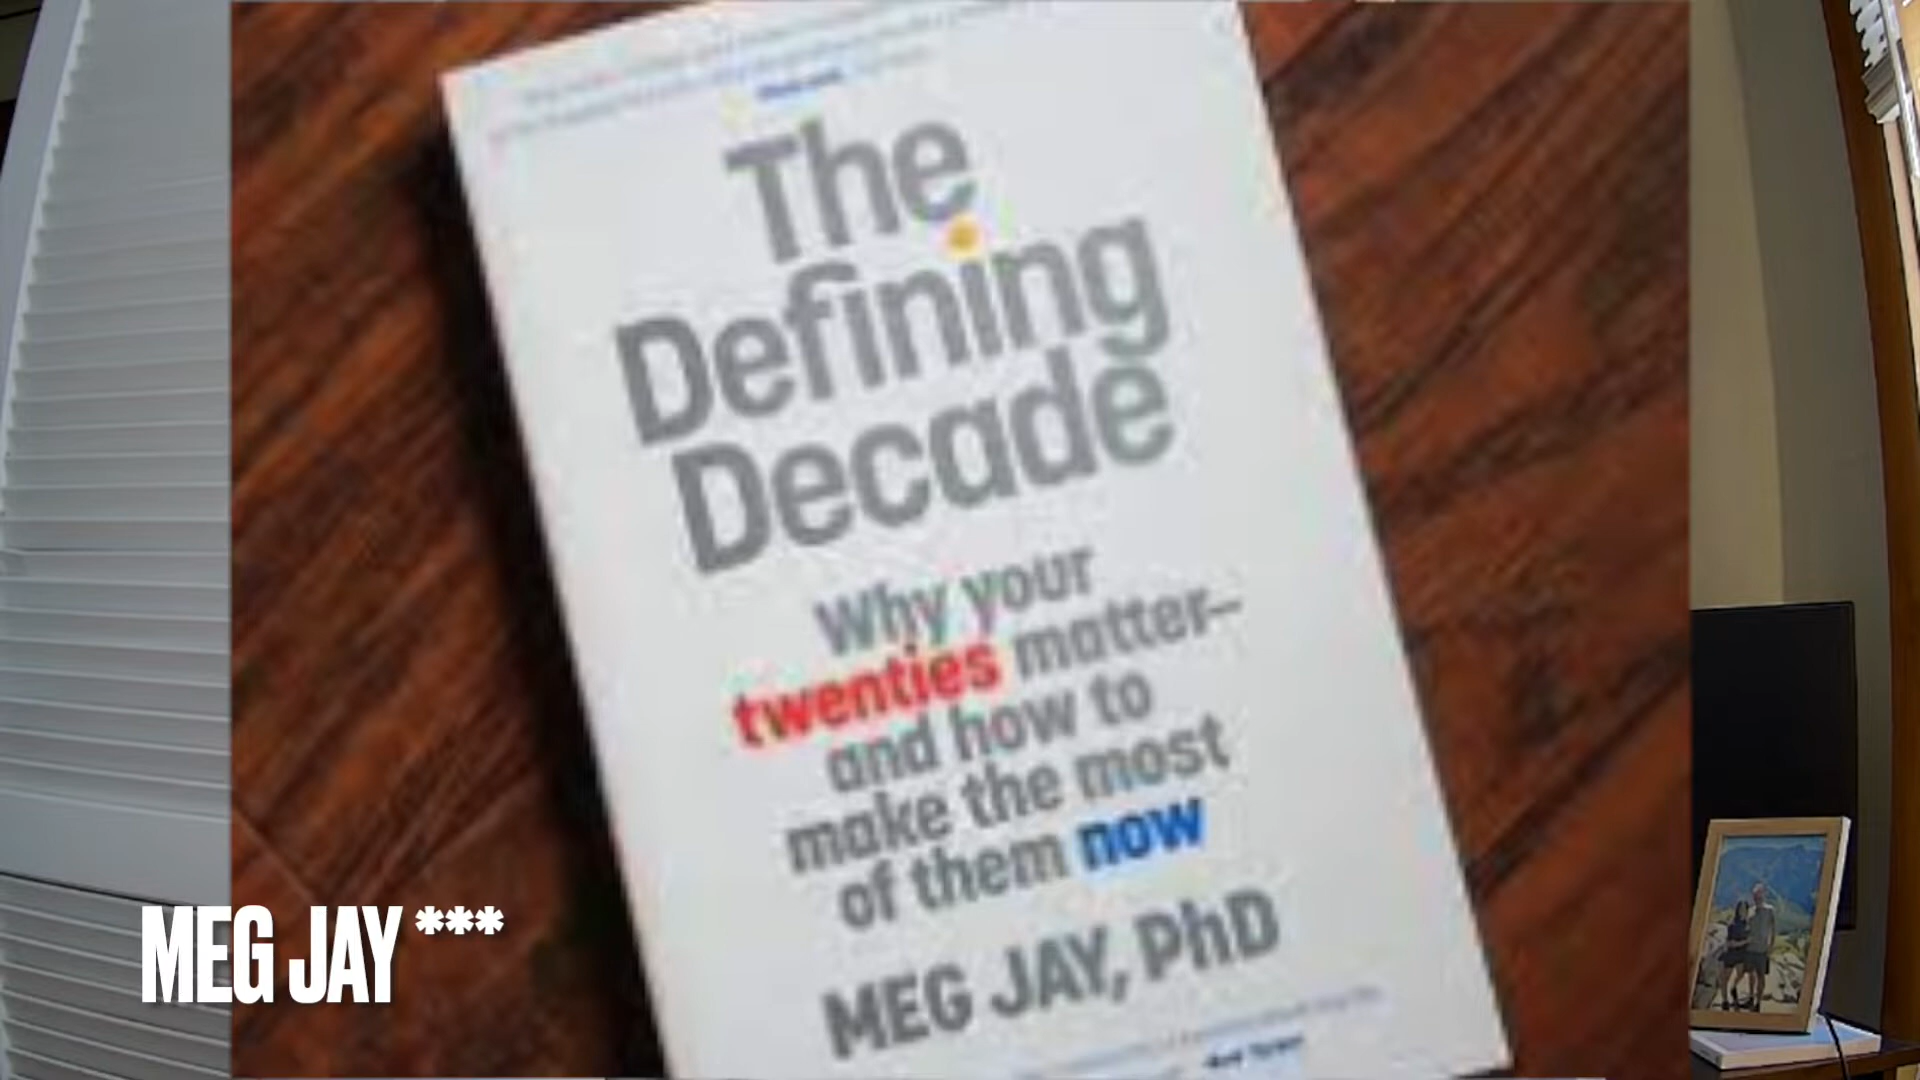 The
Defining
Decade
Why your
twenties matter–
and how to
make the most
of them now
MEG JAY, PhD
MEG JAY ***